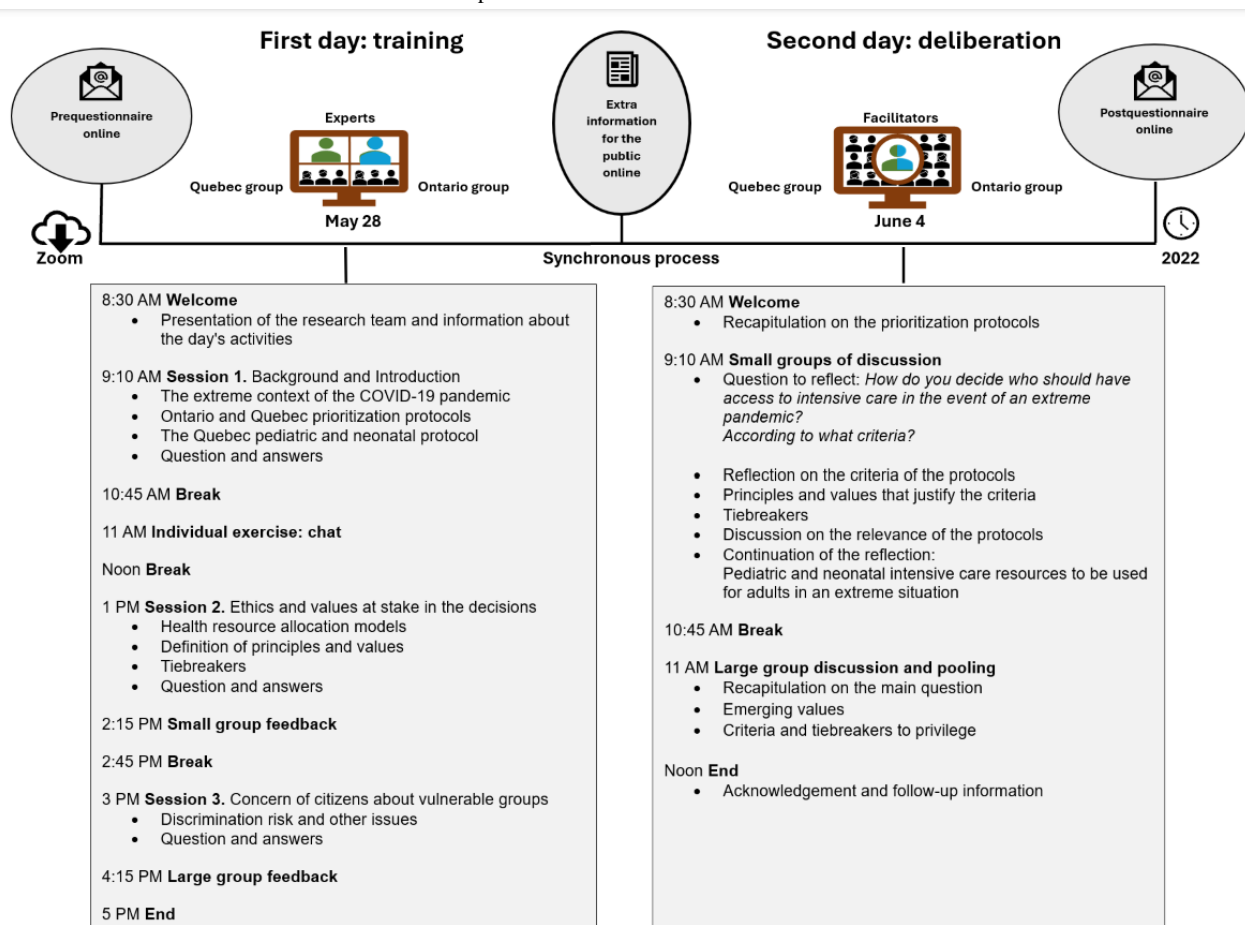 First day: training
Second day: deliberation
@
Prequestionnaire
online
Experts
Quebec group
Ontario group
May 28
Extra
information
for the
public
online
Facilitators
Quebec group
Ontario group
June 4
@
Postquestionnaire
online
Zoom
Synchronous process
2022
8:30 AM Welcome
• Presentation of the research team and information about
the day's activities
9:10 AM Session 1. Background and Introduction
• The extreme context of the COVID-19 pandemic
• Ontario and Quebec prioritization protocols
• The Quebec pediatric and neonatal protocol
• Question and answers
10:45 AM Break
11 AM Individual exercise: chat
Noon Break
1 PM Session 2. Ethics and values at stake in the decisions
• Health resource allocation models
• Definition of principles and values
• Tiebreakers
• Question and answers
2:15 PM Small group feedback
2:45 PM Break
3 PM Session 3. Concern of citizens about vulnerable groups
• Discrimination risk and other issues
• Question and answers
4:15 PM Large group feedback
5 PM End
8:30 AM Welcome
• Recapitulation on the prioritization protocols
9:10 AM Small groups of discussion
• Question to reflect: How do you decide who should have
access to intensive care in the event of an extreme
pandemic?
According to what criteria?
• Reflection on the criteria of the protocols
• Principles and values that justify the criteria
• Tiebreakers
• Discussion on the relevance of the protocols
• Continuation of the reflection:
Pediatric and neonatal intensive care resources to be used
for adults in an extreme situation
10:45 AM Break
11 AM Large group discussion and pooling
• Recapitulation on the main question
• Emerging values
• Criteria and tiebreakers to privilege
Noon End
• Acknowledgement and follow-up information